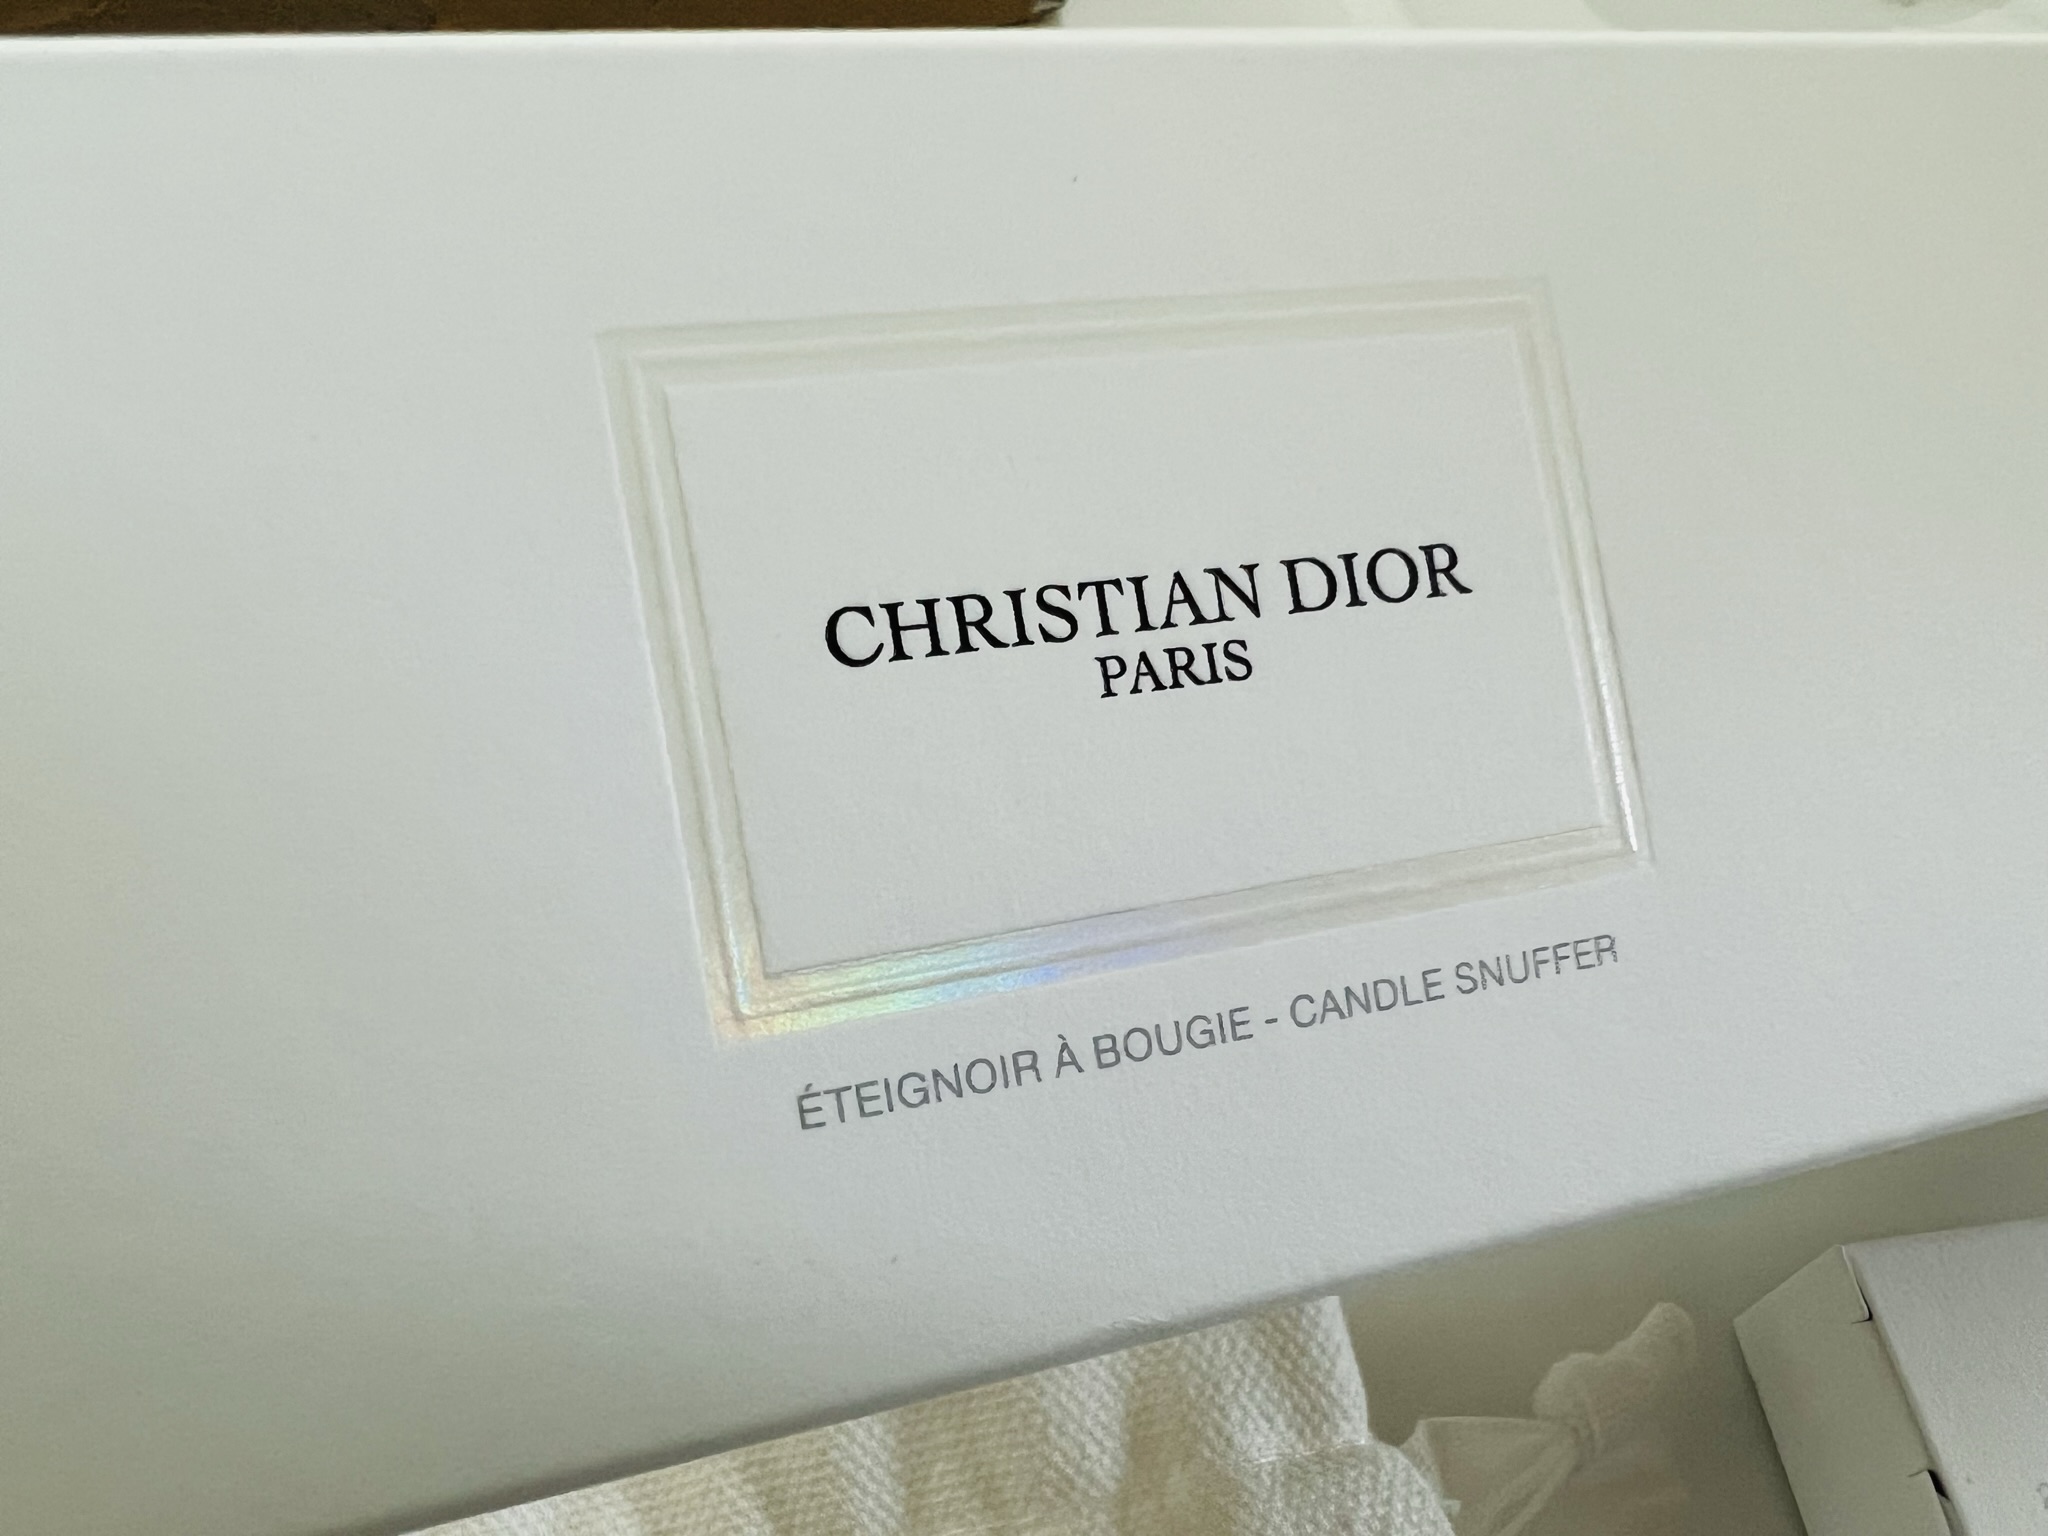 CHRISTIAN DIOR
PARIS
ÉTEIGNOIR À BOUGIE - CANDLE SNUFFER